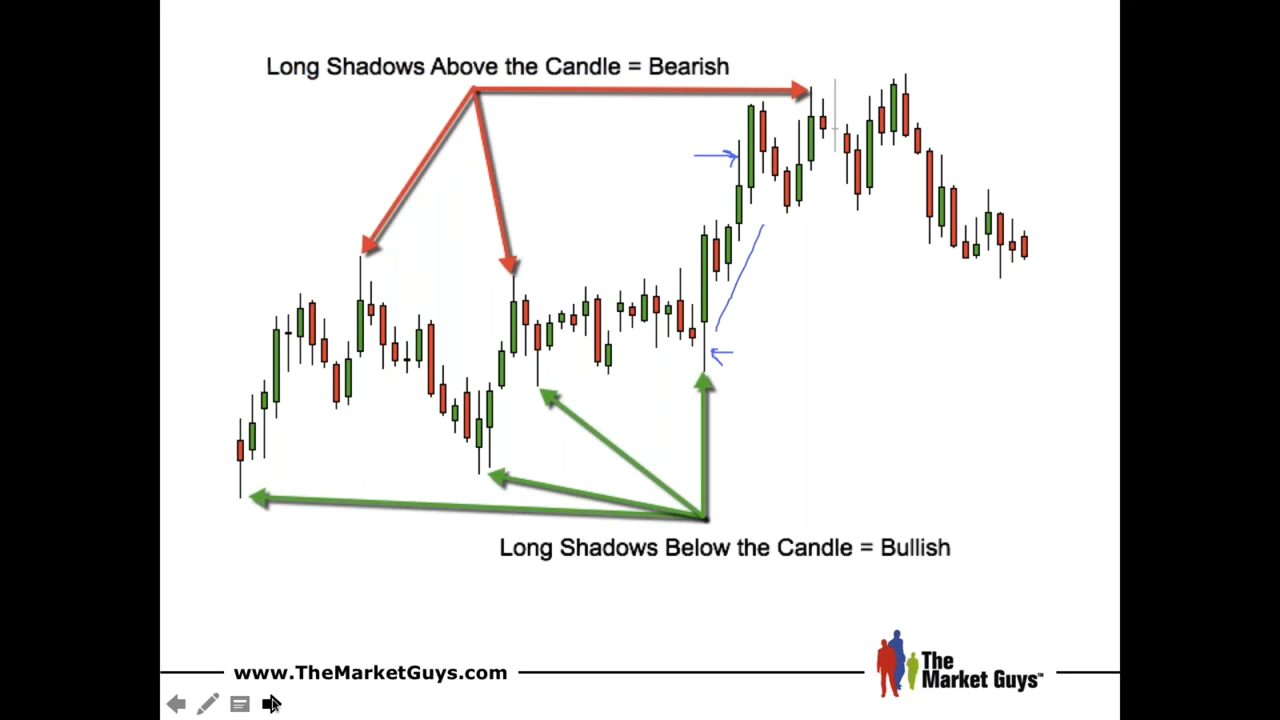 Long Shadows Above the Candle = Bearish
Long Shadows Below the Candle = Bullish
www.TheMarketGuys.com
The
Market Guys™